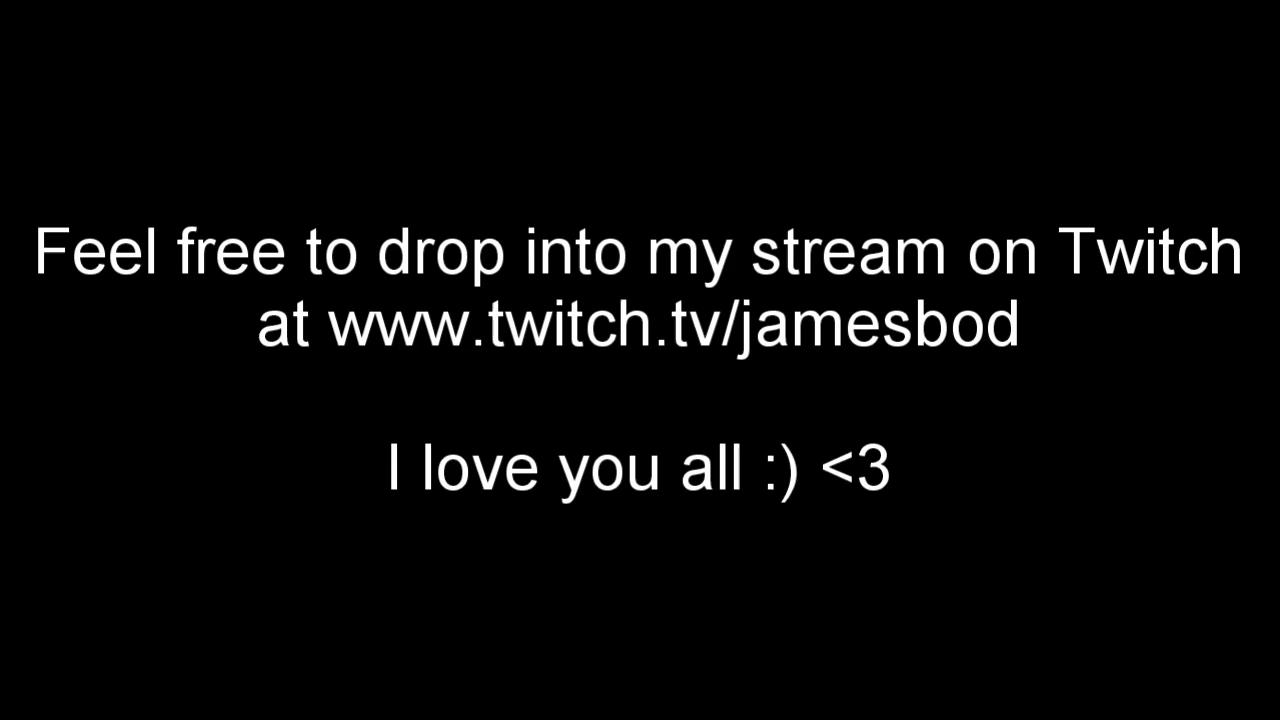 Feel free to drop into my stream on Twitch
at www.twitch.tv/jamesbod
I love you all :) <3